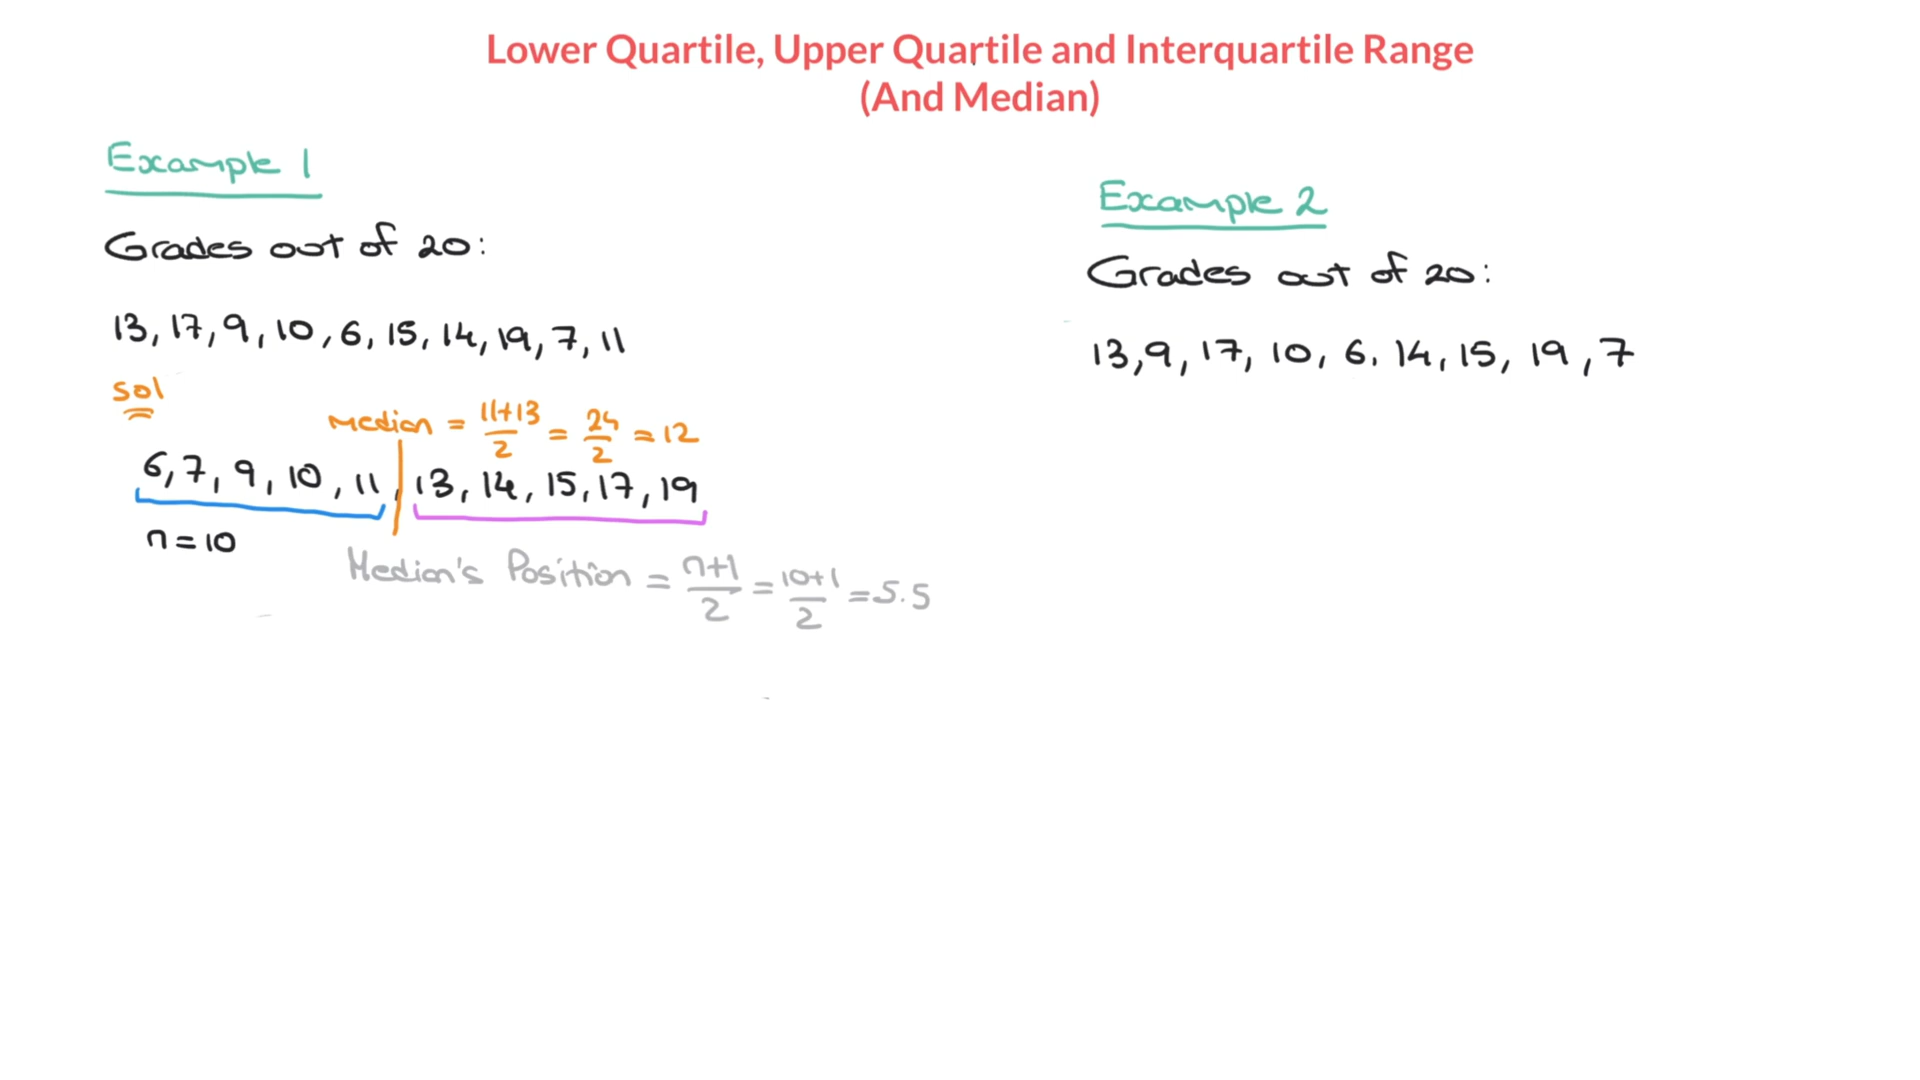 Lower Quartile, Upper Quartile and Interquartile Range
(And Median)
Example 1
Grades out of 20:
13, 17, 9, 10, 6, 15, 14, 19, 7, 11
Sol
Median = 11+13/2 = 24/2 = 12
6, 7, 9, 10, 11, 13, 14, 15, 17, 19
n = 10
Median's Position = n+1/2 = 10+1/2 = 5.5
Example 2
Grades out of 20:
13, 9, 17, 10, 6. 14, 15, 19, 7